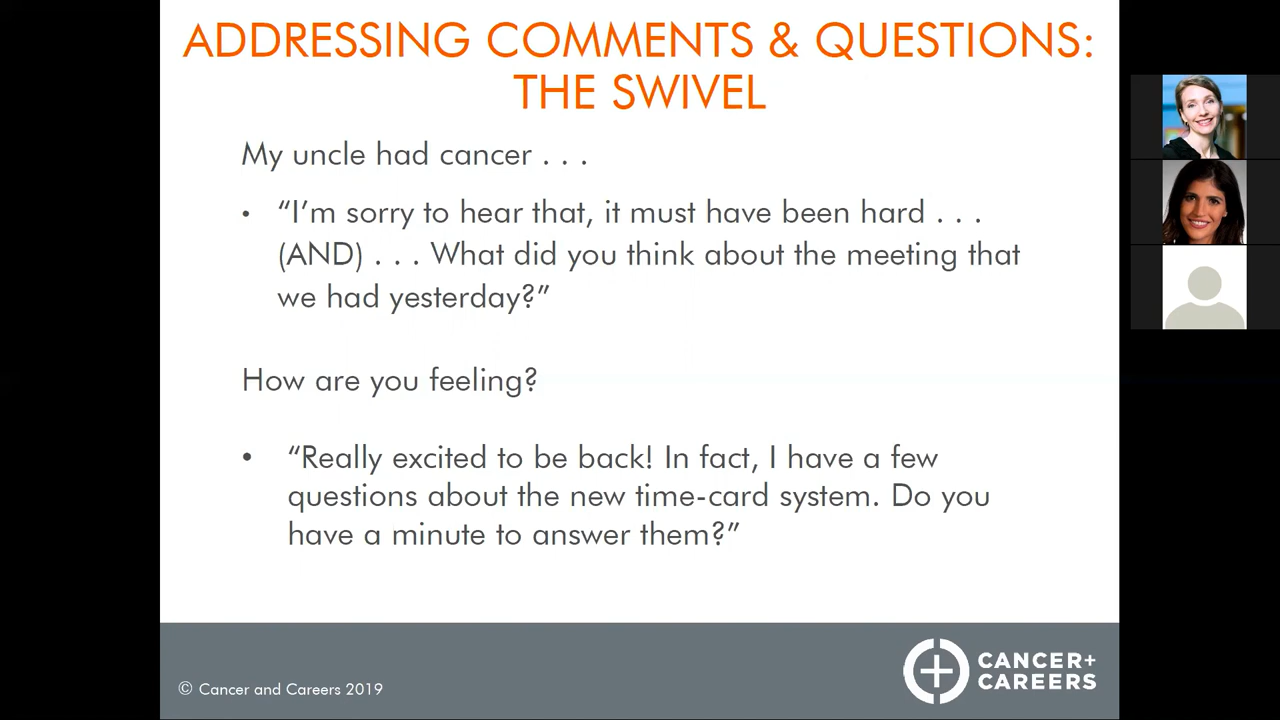 ADDRESSING COMMENTS & QUESTIONS:
THE SWIVEL
My uncle had cancer . . .
• “I’m sorry to hear that, it must have been hard . . .
(AND) . . . What did you think about the meeting that
we had yesterday?”
How are you feeling?
• “Really excited to be back! In fact, I have a few
questions about the new time-card system. Do you
have a minute to answer them?”
© Cancer and Careers 2019
CANCER+
CAREERS